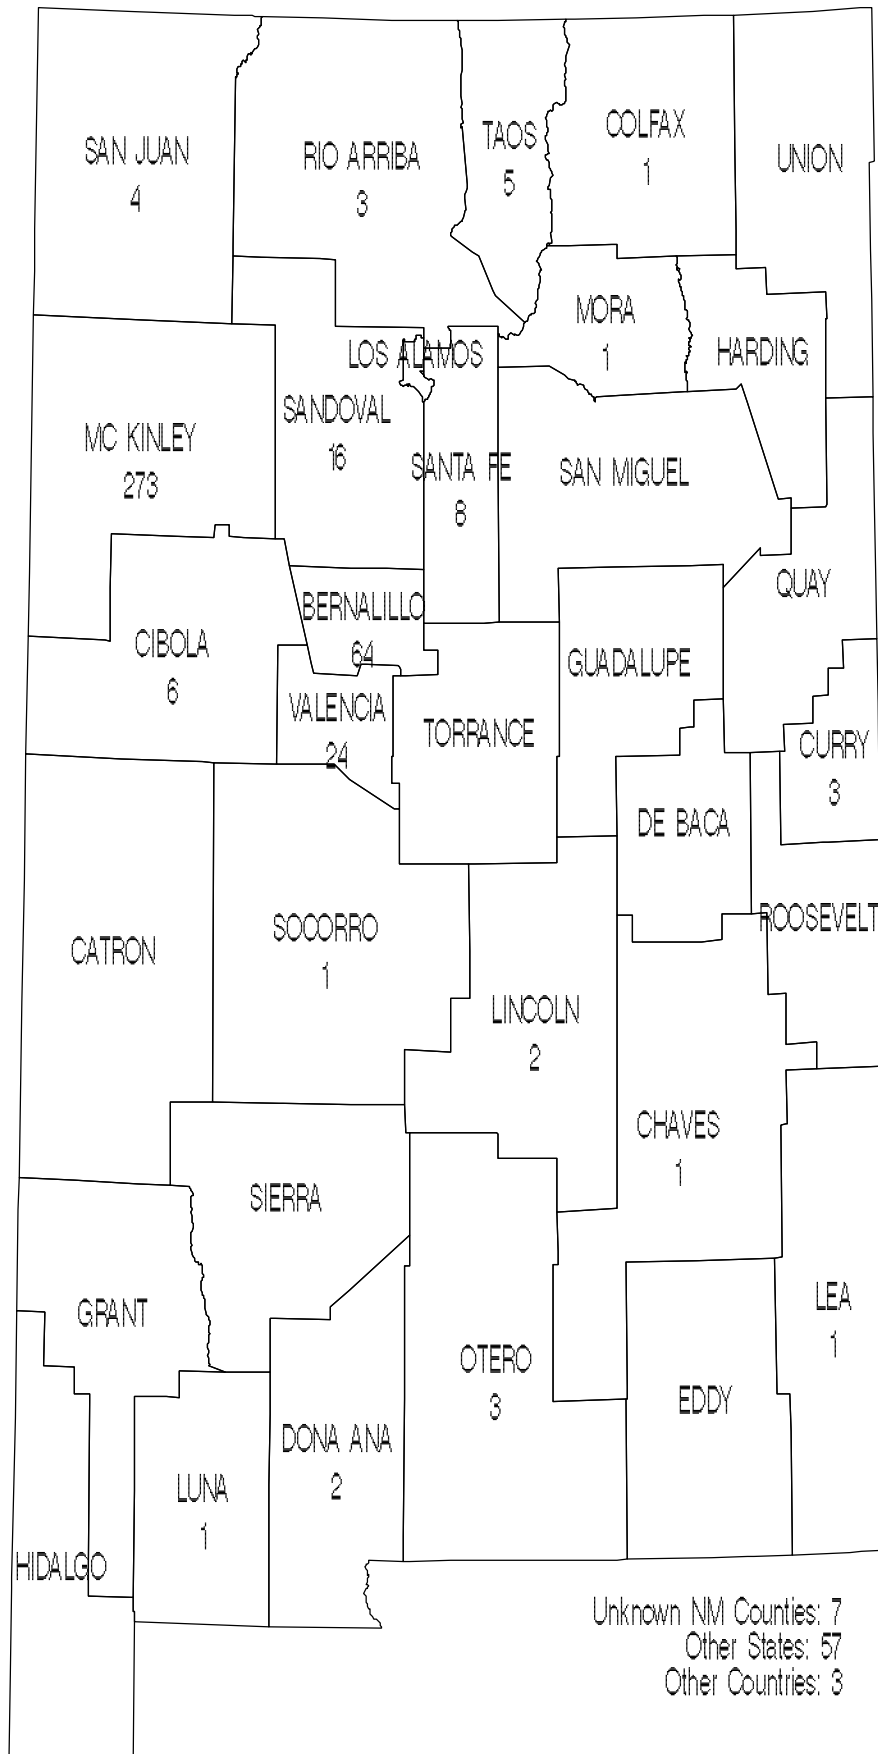 SAN JUAN
4
RIO ARRIBA
3
TAOS
5
COLFAX
1
UNION
MORA
1
HARDING
LOS ALAMOS
MC KINLEY
273
SANDOVAL
16
SANTA FE
8
SAN MIGUEL
QUAY
BERNALILLO
64
CIBOLA
6
GUADALUPE
VALENCIA
24
TORRANCE
CURRY
3
DE BACA
ROOSEVELT
CATRON
SOCORRO
1
LINCOLN
2
CHAVES
1
SIERRA
GRANT
LEA
1
OTERO
3
EDDY
DONA ANA
2
LUNA
1
HIDALGO
Unknown NM Counties: 7
Other States: 57
Other Countries: 3